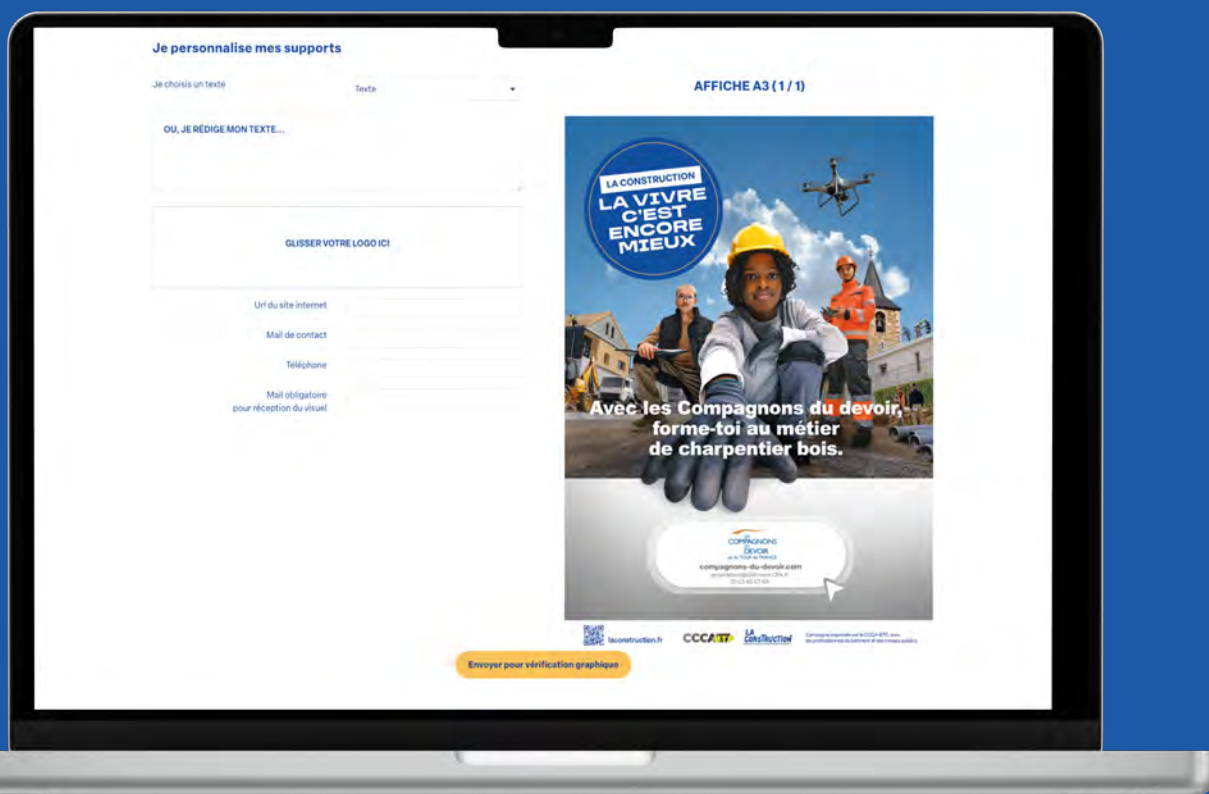 Je personnalise mes supports
Je choisis un texte
Texte
OU, JE RÉDIGE MON TEXTE...
GLISSER VOTRE LOGO ICI
Url du site internet
Mail de contact
Téléphone
Mail obligatoire
pour réception du visuel
AFFICHE A3 (1 / 1)
LA CONSTRUCTION
LA VIVRE
C'EST
ENCORE
MIEUX
Avec les Compagnons du devoir,
forme-toi au métier
de charpentier bois.
LES
COMPAGNONS
DU
DEVOIR
compagnons-du-devoir.com
laconstruction.fr
CCCA BTP
LA
CONSTRUCTION
Envoyer pour vérification graphique